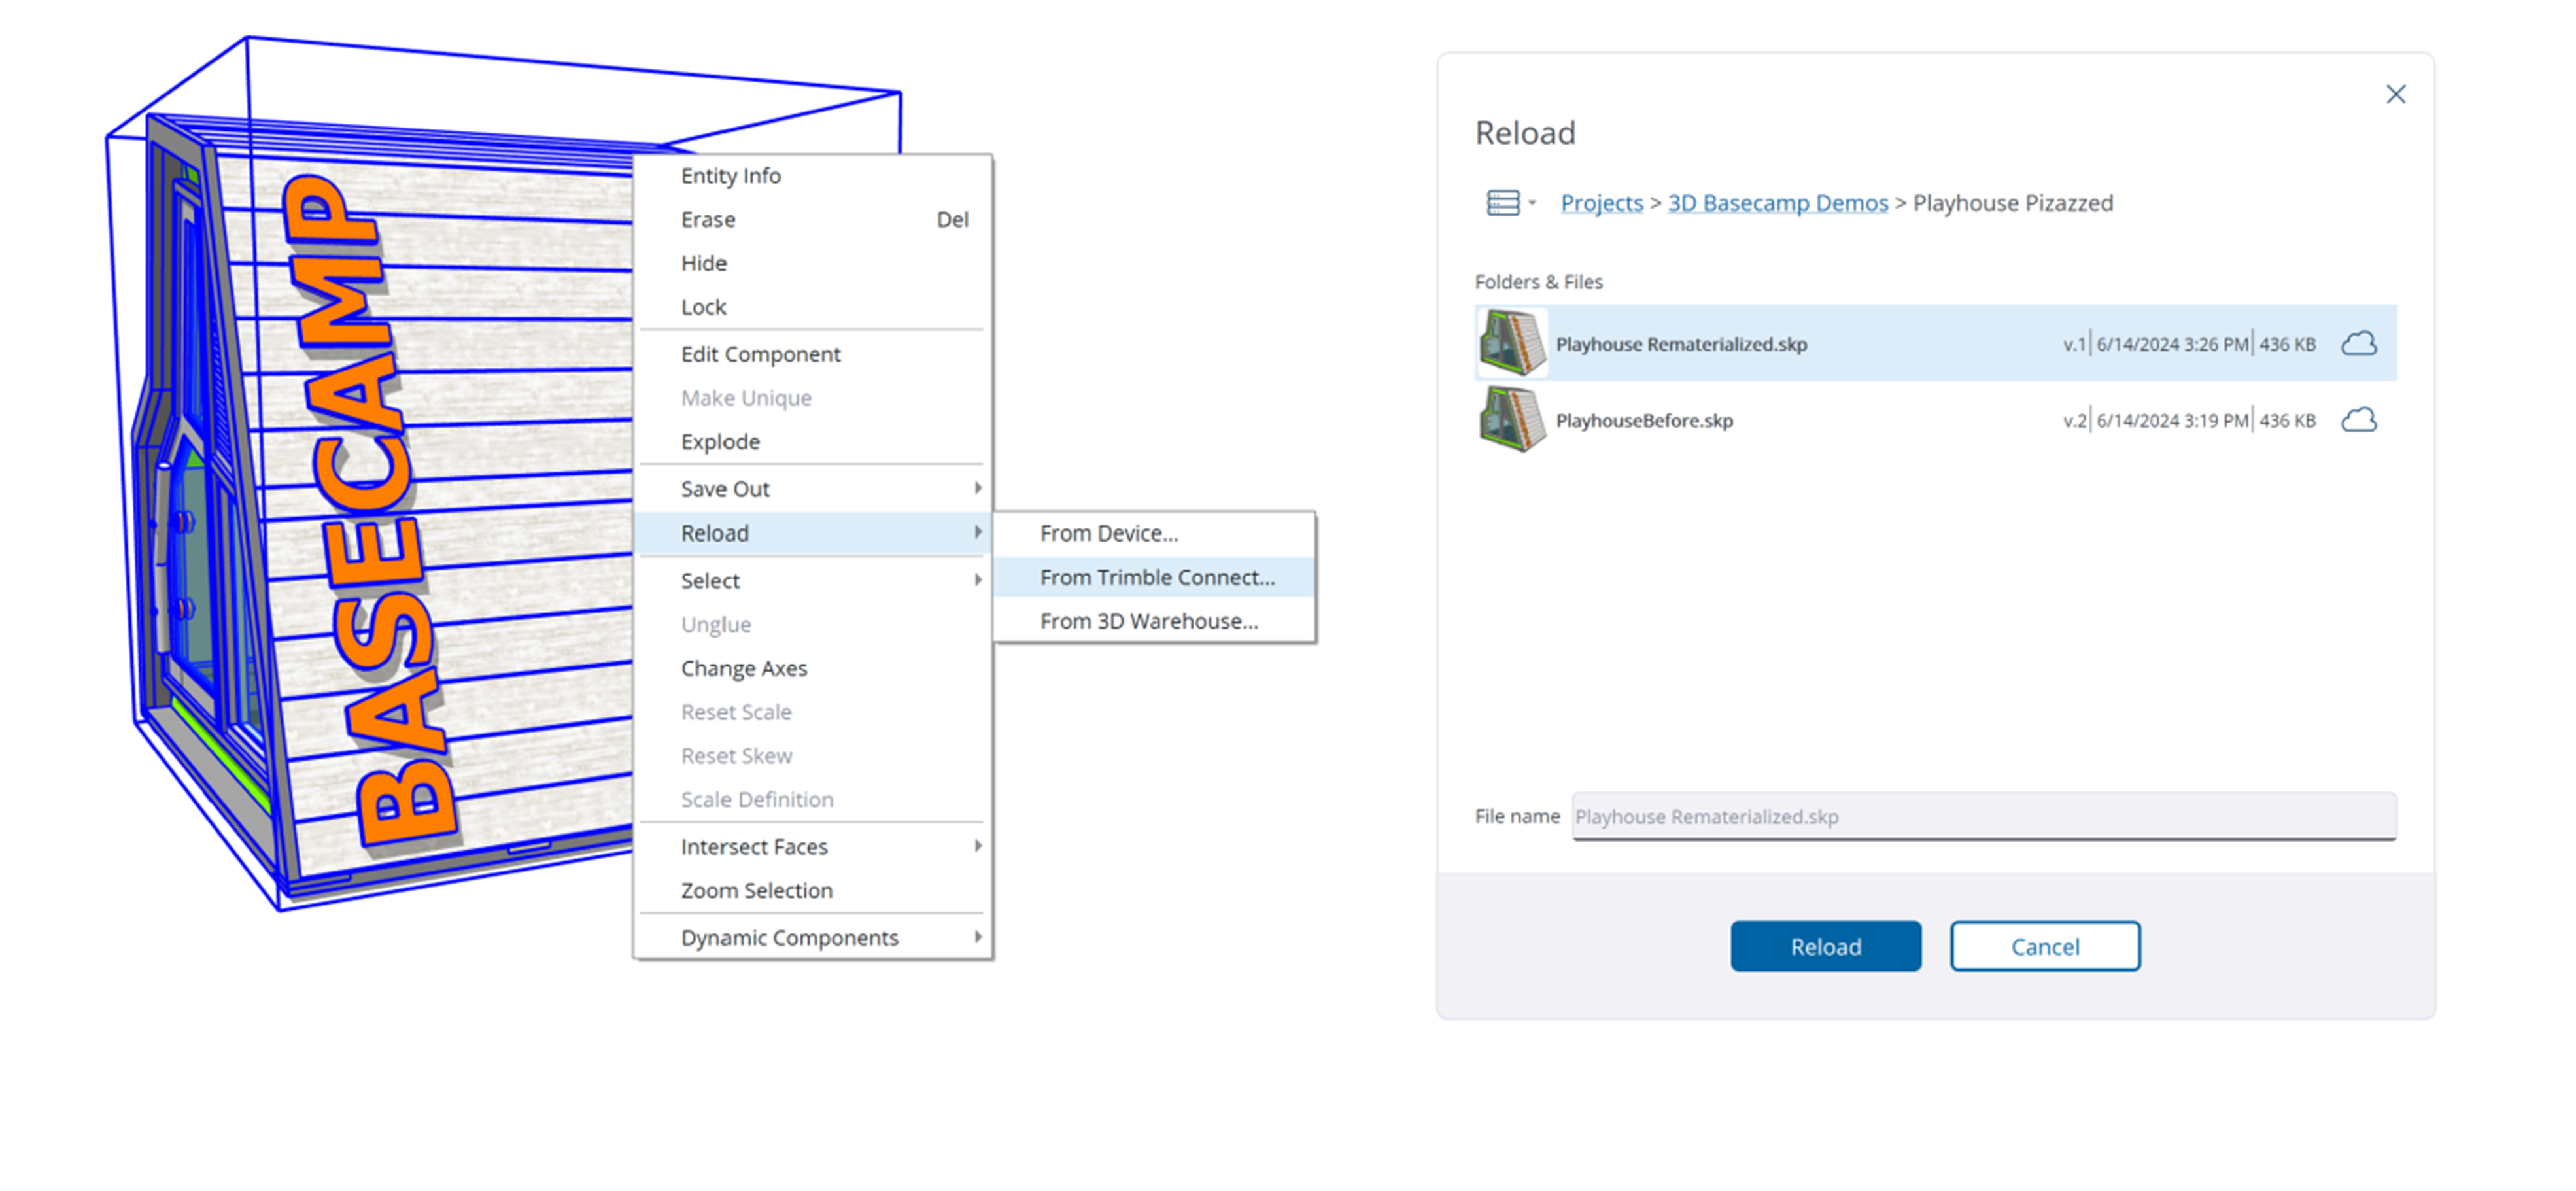 BASECAMP
Entity Info
Erase Del
Hide
Lock
Edit Component
Make Unique
Explode
Save Out
Reload
Select
Unglue
Change Axes
Reset Scale
Reset Skew
Scale Definition
Intersect Faces
Zoom Selection
Dynamic Components
From Device...
From Trimble Connect...
From 3D Warehouse...
Reload
Projects > 3D Basecamp Demos > Playhouse Pizazzed
Folders & Files
Playhouse Rematerialized.skp v.1 | 6/14/2024 3:26 PM | 436 KB
PlayhouseBefore.skp v.2 | 6/14/2024 3:19 PM | 436 KB
File name Playhouse Rematerialized.skp
Reload Cancel